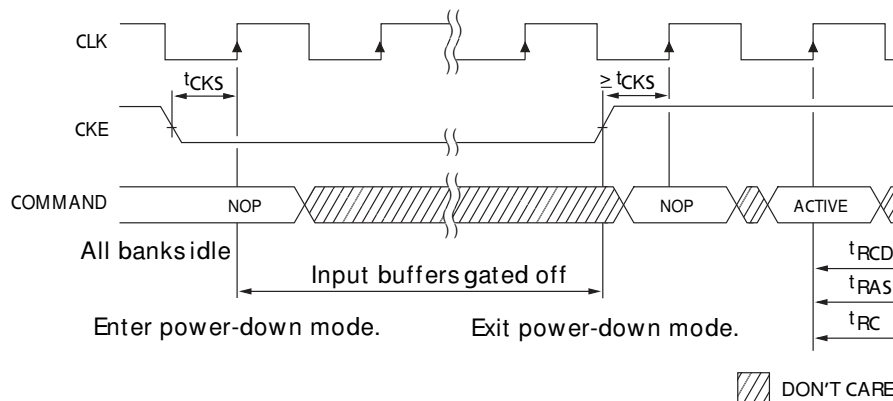 CLK
tCKS
≥ tCKS
CKE
COMMAND
NOP
NOP
ACTIVE
All banks idle
tRCD
Input buffers gated off
tRAS
Enter power-down mode.
Exit power-down mode.
tRC
DON'T CARE